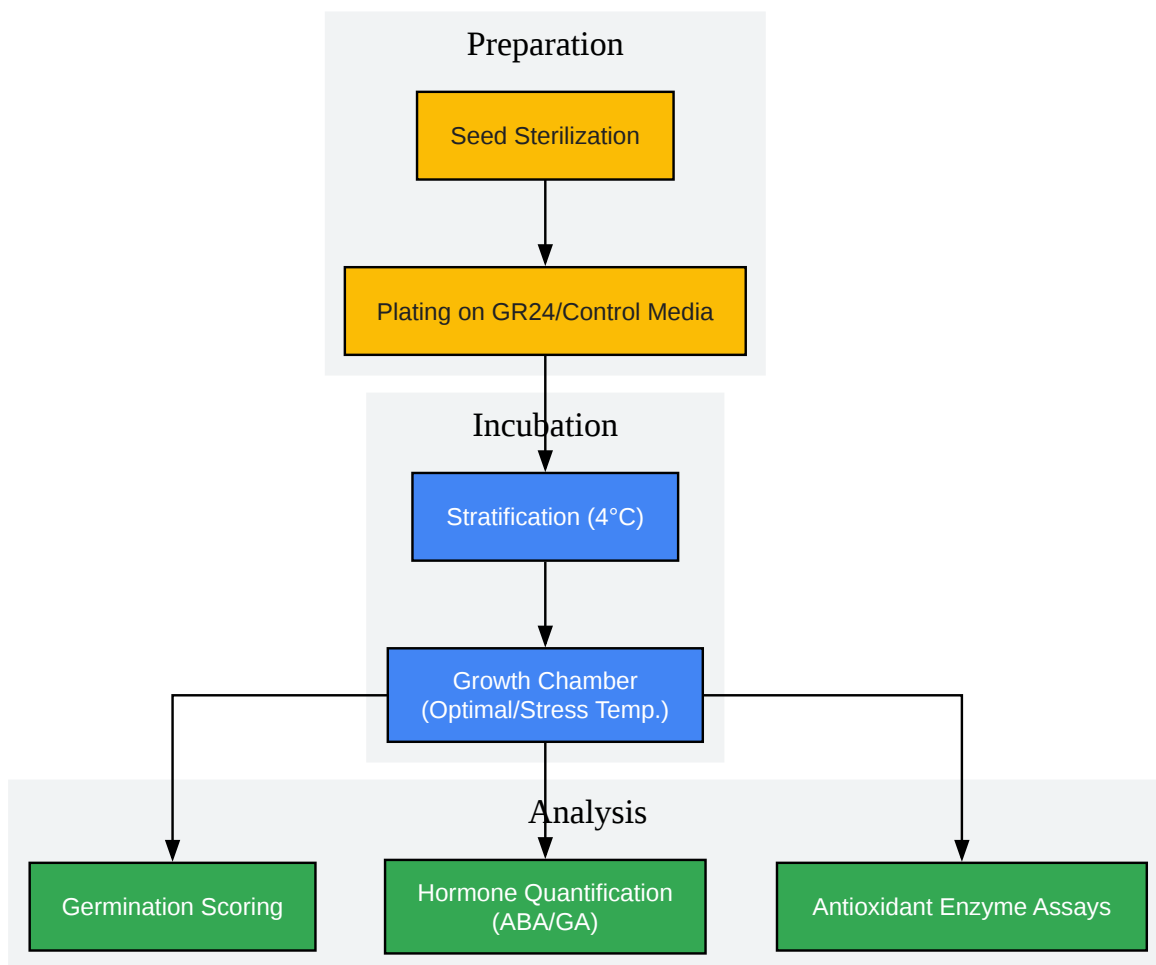 Preparation
Seed Sterilization
Plating on GR24/Control Media
Incubation
Stratification (4°C)
Growth Chamber
(Optimal/Stress Temp.)
Analysis
Germination Scoring
Hormone Quantification
(ABA/GA)
Antioxidant Enzyme Assays